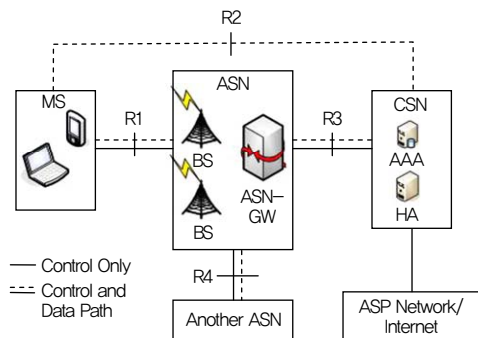 R2
MS
ASN
CSN
R1
R3
BS
AAA
ASN-
GW
BS
HA
Control Only
R4
Control and
Data Path
Another ASN
ASP Network/
Internet